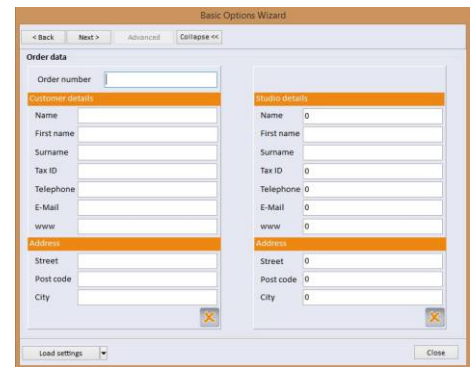 Basic Options Wizard
< Back Next > Advanced Collapse <<
Order data
Order number
Customer details
Name
First name
Surname
Tax ID
Telephone
E-Mail
www
Address
Street
Post code
City
Studio details
Name 0
First name
Surname
Tax ID 0
Telephone 0
E-Mail 0
www 0
Address
Street 0
Post code 0
City 0
Load settings Close